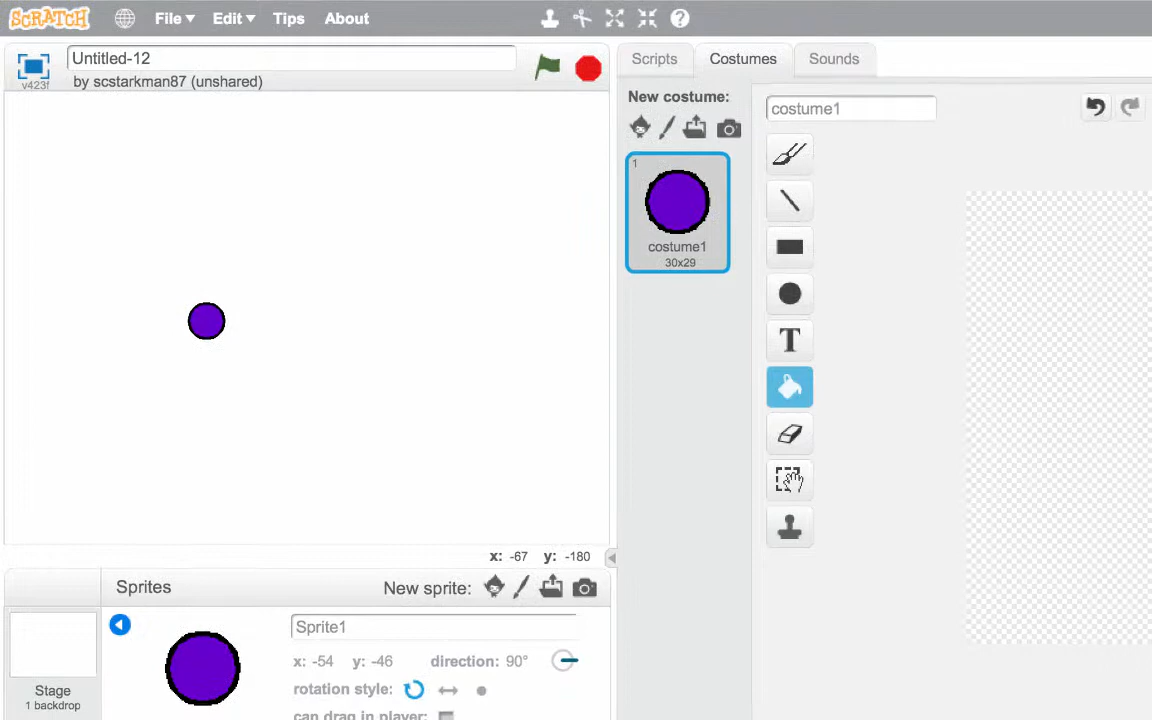 SCRATCH File Edit Tips About
Untitled-12
by scstarkman87 (unshared)
v423f
Scripts Costumes Sounds
New costume:
costume1
1
costume1
30x29
T
x: -67 y: -180
Sprites New sprite:
Sprite1
x: -54 y: -46 direction: 90°
rotation style:
can drag in player:
Stage
1 backdrop